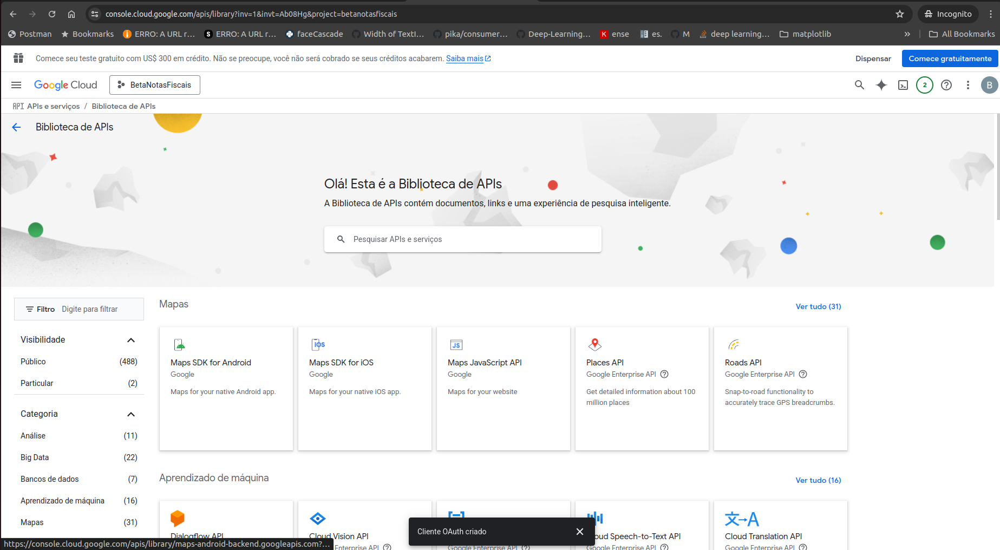 console.cloud.google.com/apis/library?inv=1&invt=Ab08Hg&project=betanotasfiscais
Incognito
Postman
Bookmarks
ERRO: A URL r...
ERRO: A URL r...
faceCascade
Width of TextI...
pika/consumer...
Deep-Learning...
K
ense
es.
M
deep learning...
matplotlib
»
All Bookmarks
Comece seu teste gratuito com US$ 300 em crédito. Não se preocupe, você não será cobrado se seus créditos acabarem. Saiba mais
Dispensar
Comece gratuitamente
Google Cloud
BetaNotasFiscais
2
B
API APIs e serviços / Biblioteca de APIs
Biblioteca de APIs
Olá! Esta é a Biblioteca de APIs
A Biblioteca de APIs contém documentos, links e uma experiência de pesquisa inteligente.
Pesquisar APIs e serviços
Filtro Digite para filtrar
Visibilidade
Público (488)
Particular (2)
Categoria
Análise (11)
Big Data (22)
Bancos de dados (7)
Aprendizado de máquina (16)
Mapas (31)
Mapas
Ver tudo (31)
Maps SDK for Android
Google
Maps for your native Android app.
iOS
Maps SDK for iOS
Google
Maps for your native iOS app.
JS
Maps JavaScript API
Google
Maps for your website
Places API
Google Enterprise API
Get detailed information about 100
million places
Roads API
Google Enterprise API
Snap-to-road functionality to
accurately trace GPS breadcrumbs.
Aprendizado de máquina
Ver tudo (16)
Dialogflow API
Cloud Vision API
Enterprise API
Google Enterprise API
oud Speech-to-Text API
Google Enterprise API
文→A
Cloud Translation API
Google Enterprise API
Cliente OAuth criado
https://console.cloud.google.com/apis/library/maps-android-backend.googleapis.com?...